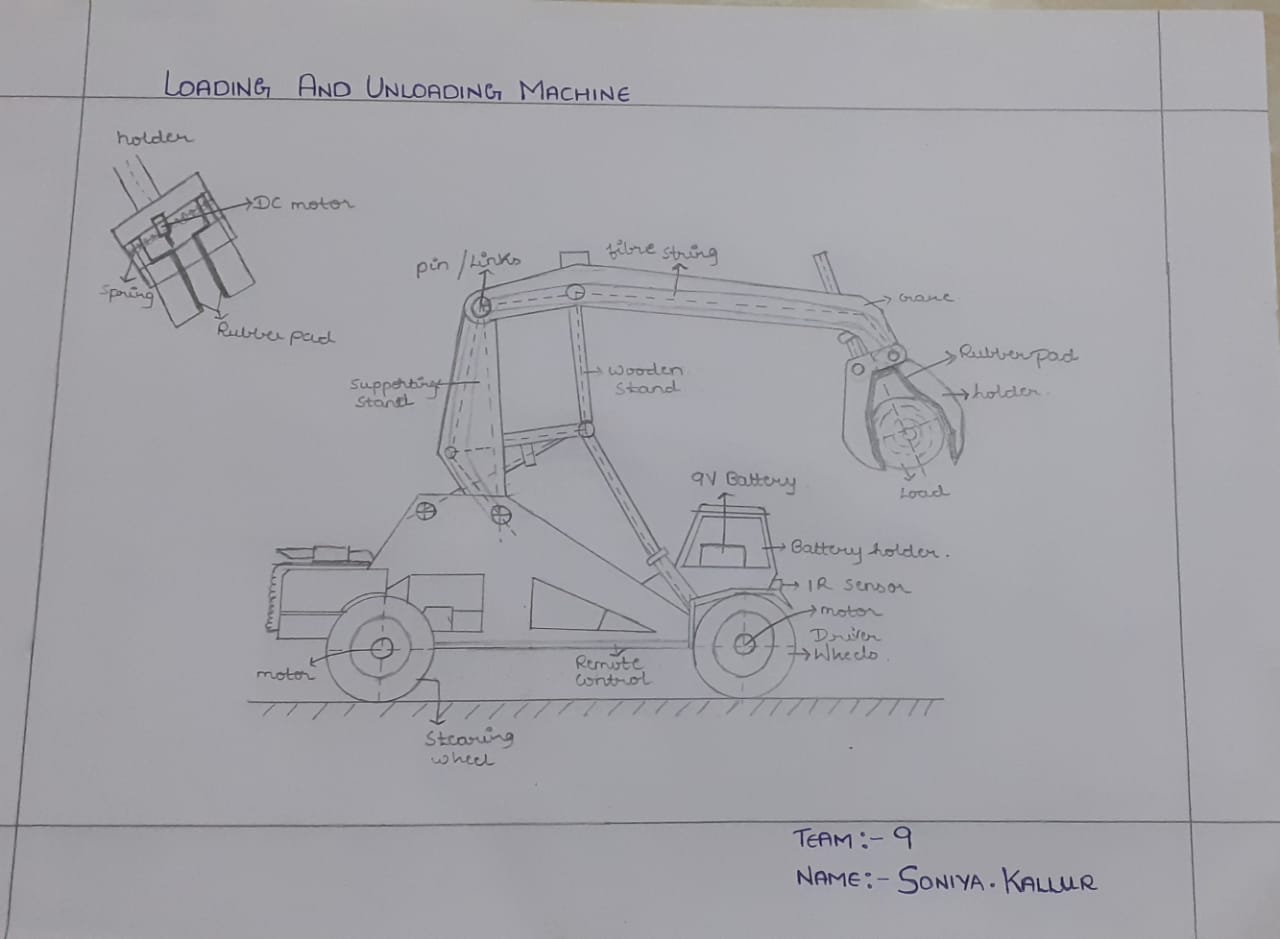 LOADING AND UNLOADING MACHINE
holder
DC motor
spring
Rubber pad
pin/Links
fibre string
crane
Rubber pad
holder.
Supporting
Stand
Wooden
Stand
Load
9V Battery
Battery holder.
IR sensor
motor
Driver
Wheels
motor
Remote
control
Stearing
wheel
TEAM:- 9
NAME:- SONIYA. KALLUR